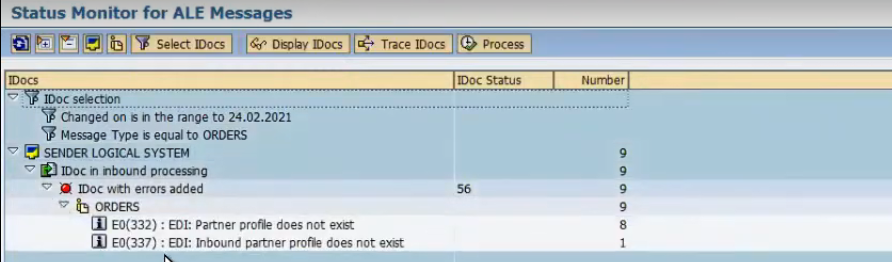 Status Monitor for ALE Messages
Select IDocs Display IDocs Trace IDocs Process
IDocs IDoc Status Number
IDoc selection
Changed on is in the range to 24.02.2021
Message Type is equal to ORDERS
SENDER LOGICAL SYSTEM 9
IDoc in inbound processing 9
IDoc with errors added 56 9
ORDERS 9
E0(332) : EDI: Partner profile does not exist 8
E0(337) : EDI: Inbound partner profile does not exist 1